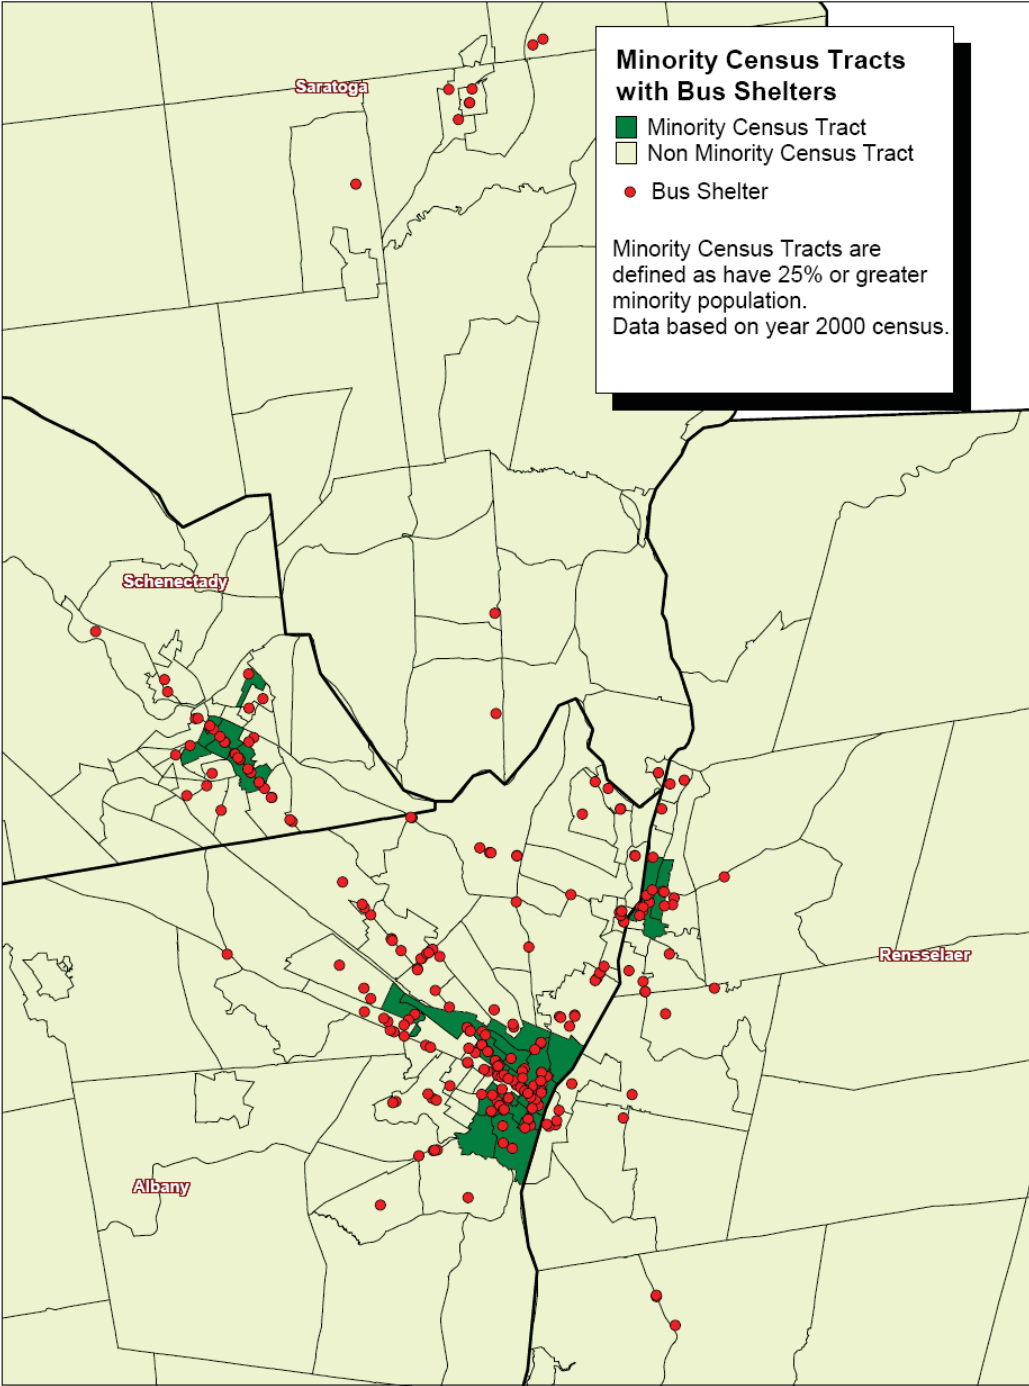 Minority Census Tracts
with Bus Shelters
Minority Census Tract
Non Minority Census Tract
Bus Shelter
Minority Census Tracts are
defined as have 25% or greater
minority population.
Data based on year 2000 census.
Saratoga
Schenectady
Rensselaer
Albany